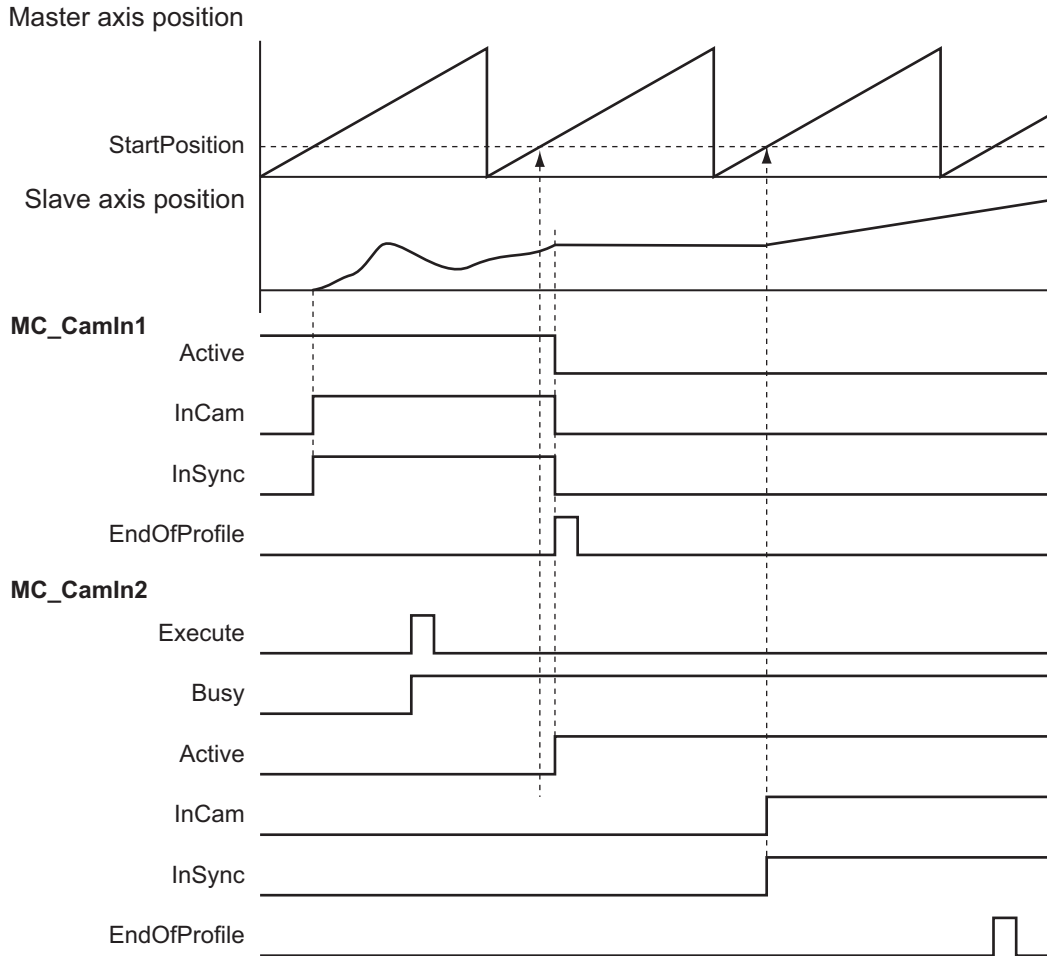 Master axis position
StartPosition
Slave axis position
MC_CamIn1
Active
InCam
InSync
EndOfProfile
MC_CamIn2
Execute
Busy
Active
InCam
InSync
EndOfProfile